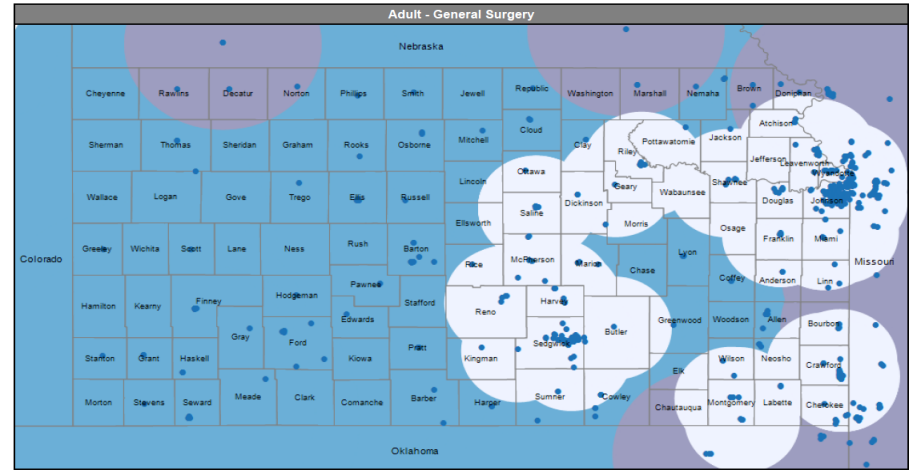 Adult - General Surgery
Nebraska
Cheyenne Rawlins Decatur Norton Phillips Smith Jewell Republic Washington Marshall Nemaha Brown Doniphan
Atchison
Sherman Thomas Sheridan Graham Rooks Osborne Mitchell Cloud Clay Riley Pottawatomie Jackson
Jefferson Leavenworth
Wyandotte
Wallace Logan Gove Trego Ellis Russell Lincoln Ottawa Geary Wabaunsee Shawnee Douglas Johnson
Ellsworth Saline Dickinson Morris Osage
Colorado Greeley Wichita Scott Lane Ness Rush Barton Rice McPherson Marion Chase Lyon Coffey Franklin Miami Missouri
Anderson Linn
Hamilton Kearny Finney Hodgeman Pawnee Stafford Reno Harvey
Gray Ford Edwards Sedgwick Butler Greenwood Woodson Allen Bourbon
Stanton Grant Haskell Kiowa Pratt Kingman Elk Wilson Neosho Crawford
Morton Stevens Seward Meade Clark Comanche Barber Harper Sumner Cowley Chautauqua Montgomery Labette Cherokee
Oklahoma